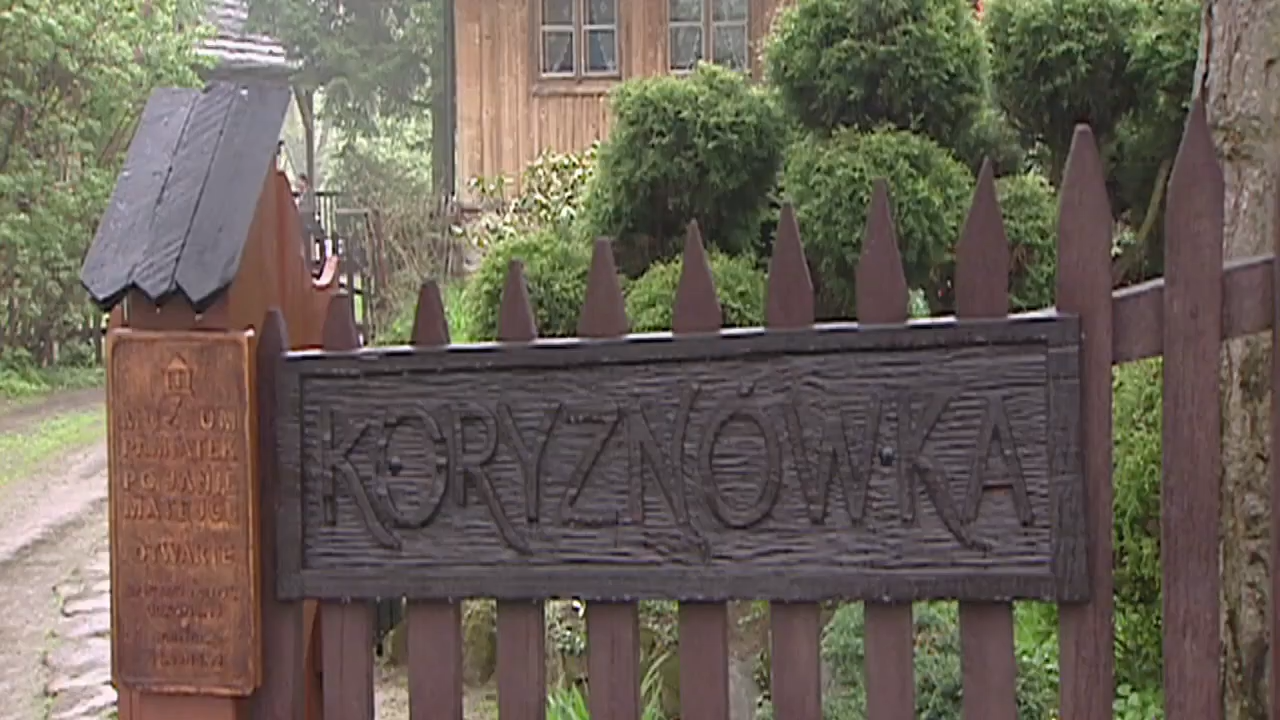 MUZEUM
PAMIĄTEK
PO JANIE
MATEJCE
OTWARTE
KORYZNÓWKA